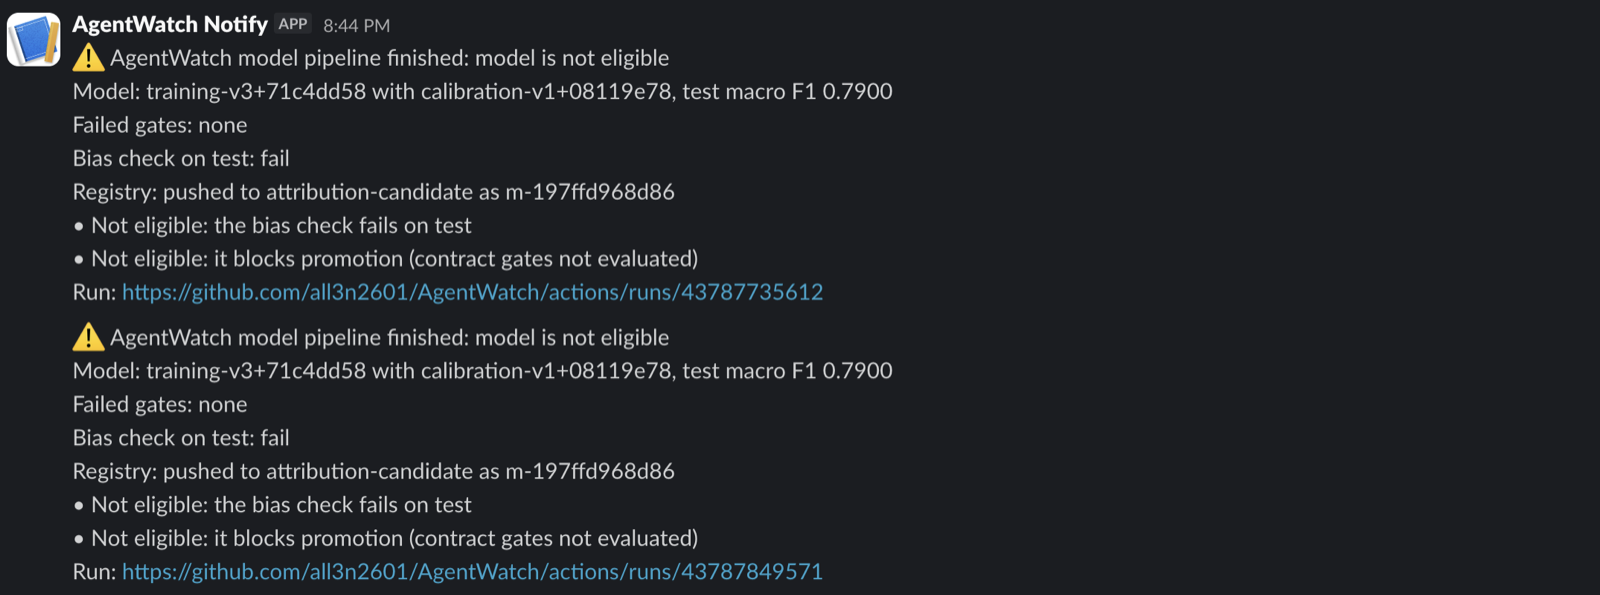 AgentWatch Notify APP 8:44 PM
⚠️ AgentWatch model pipeline finished: model is not eligible
Model: training-v3+71c4dd58 with calibration-v1+08119e78, test macro F1 0.7900
Failed gates: none
Bias check on test: fail
Registry: pushed to attribution-candidate as m-197ffd968d86
• Not eligible: the bias check fails on test
• Not eligible: it blocks promotion (contract gates not evaluated)
Run: https://github.com/all3n2601/AgentWatch/actions/runs/43787735612
⚠️ AgentWatch model pipeline finished: model is not eligible
Model: training-v3+71c4dd58 with calibration-v1+08119e78, test macro F1 0.7900
Failed gates: none
Bias check on test: fail
Registry: pushed to attribution-candidate as m-197ffd968d86
• Not eligible: the bias check fails on test
• Not eligible: it blocks promotion (contract gates not evaluated)
Run: https://github.com/all3n2601/AgentWatch/actions/runs/43787849571